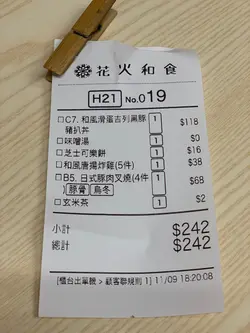 花火和食
H21 No.019
□C7. 和風滑蛋吉列黑豚 1 $118
豬扒丼
□味噌湯 1 $0
□芝士可樂餅 1 $16
□和風唐揚炸雞(5件) 1 $38
□B5. 日式豚肉叉燒(4件 1 $68
) 豚骨 烏冬
□玄米茶 1 $2
小計 $242
總計 $242
[櫃台出單機 > 顧客聯規則 1] 11/09 18:20:08